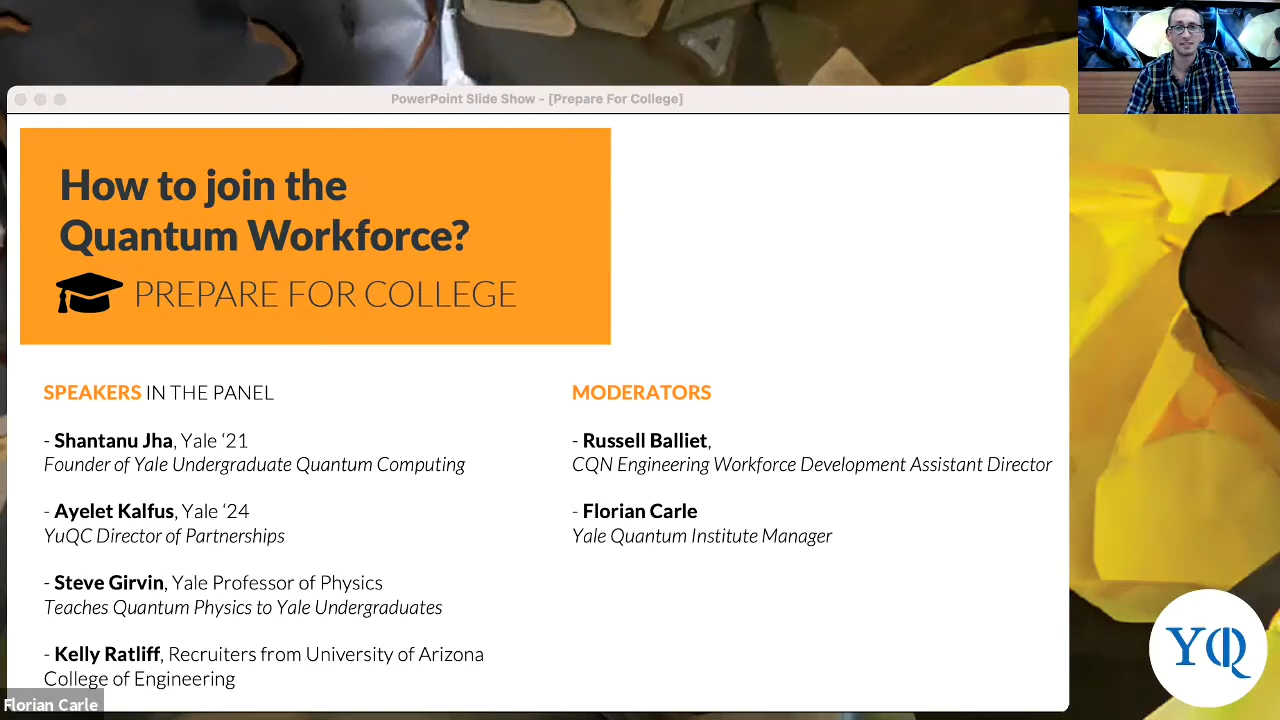 PowerPoint Slide Show - [Prepare For College]
How to join the
Quantum Workforce?
PREPARE FOR COLLEGE
SPEAKERS IN THE PANEL
- Shantanu Jha, Yale ‘21
Founder of Yale Undergraduate Quantum Computing
- Ayelet Kalfus, Yale ‘24
YuQC Director of Partnerships
- Steve Girvin, Yale Professor of Physics
Teaches Quantum Physics to Yale Undergraduates
- Kelly Ratliff, Recruiters from University of Arizona
College of Engineering
MODERATORS
- Russell Balliet,
CQN Engineering Workforce Development Assistant Director
- Florian Carle
Yale Quantum Institute Manager
YQ
Florian Carle